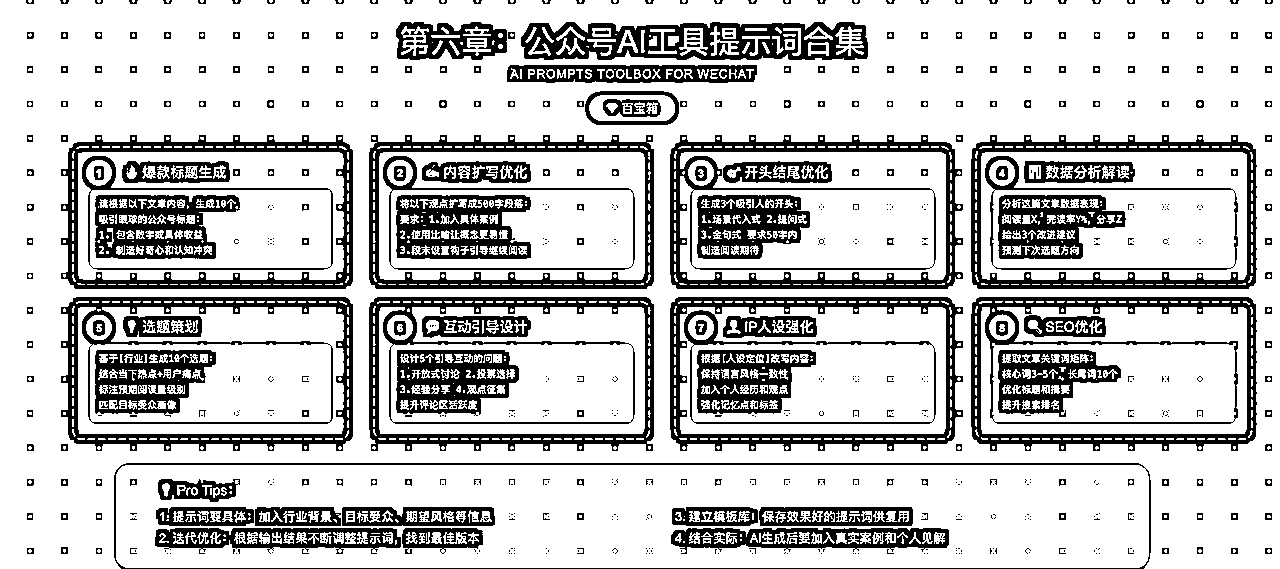 第六章：公众号AI工具提示词合集
AI PROMPTS TOOLBOX FOR WECHAT
百宝箱
1 爆款标题生成
请根据以下文章内容，生成10个
吸引眼球的公众号标题：
1. 包含数字或具体收益
2. 制造好奇心和认知冲突
2 内容扩写优化
将以下观点扩写成500字段落：
要求：1.加入具体案例
2.使用比喻让概念更易懂
3.段末设置钩子引导继续阅读
3 开头结尾优化
生成3个吸引人的开头：
1.场景代入式 2.提问式
3.金句式 要求50字内
制造阅读期待
4 数据分析解读
分析这篇文章数据表现：
阅读量X，完读率Y%，分享Z
给出3个改进建议
预测下次选题方向
5 选题策划
基于[行业]生成10个选题：
结合当下热点+用户痛点
标注预期阅读量级别
匹配目标受众画像
6 互动引导设计
设计5个引导互动的问题：
1.开放式讨论 2.投票选择
3.经验分享 4.观点征集
提升评论区活跃度
7 IP人设强化
根据[人设定位]改写内容：
保持语言风格一致性
加入个人经历和观点
强化记忆点和标签
8 SEO优化
提取文章关键词矩阵：
核心词3-5个，长尾词10个
优化标题和摘要
提升搜索排名
Pro Tips:
1. 提示词要具体：加入行业背景、目标受众、期望风格等信息
2. 迭代优化：根据输出结果不断调整提示词，找到最佳版本
3. 建立模板库：保存效果好的提示词供复用
4. 结合实际：AI生成后要加入真实案例和个人见解